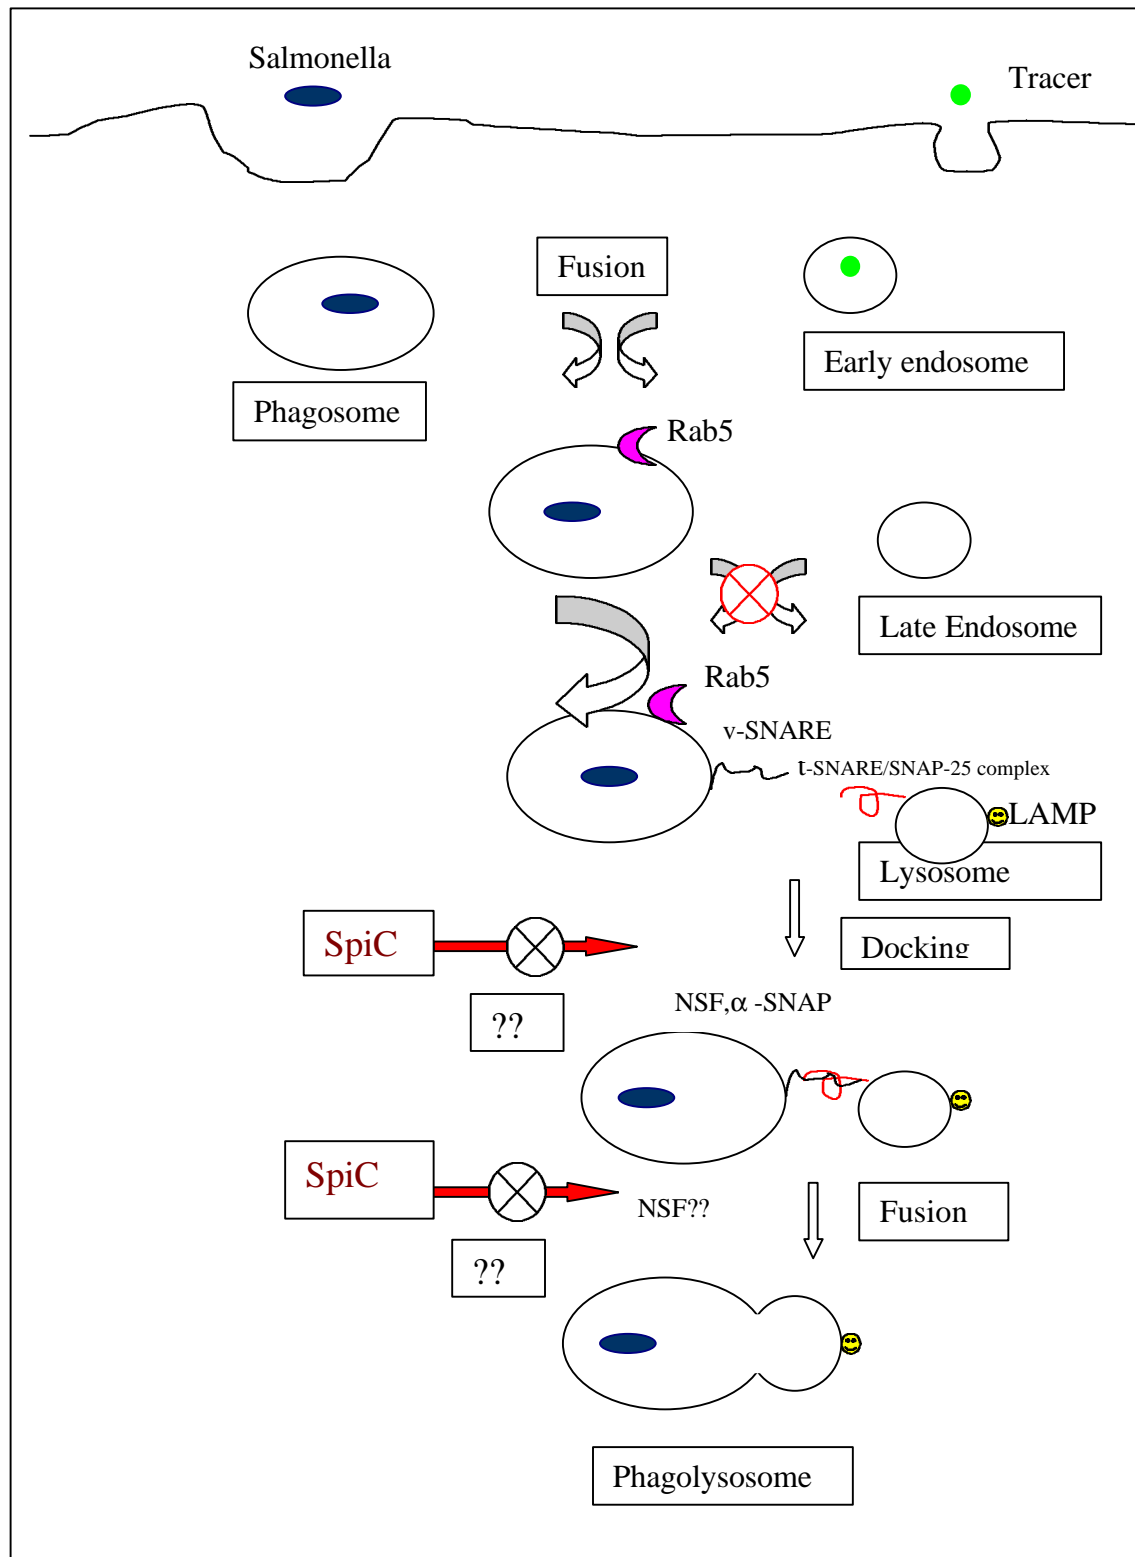 Salmonella
Tracer
Fusion
Early endosome
Phagosome
Rab5
Late Endosome
Rab5
v-SNARE
t-SNARE/SNAP-25 complex
LAMP
Lysosome
SpiC
Docking
??
NSF,α -SNAP
SpiC
NSF??
Fusion
??
Phagolysosome